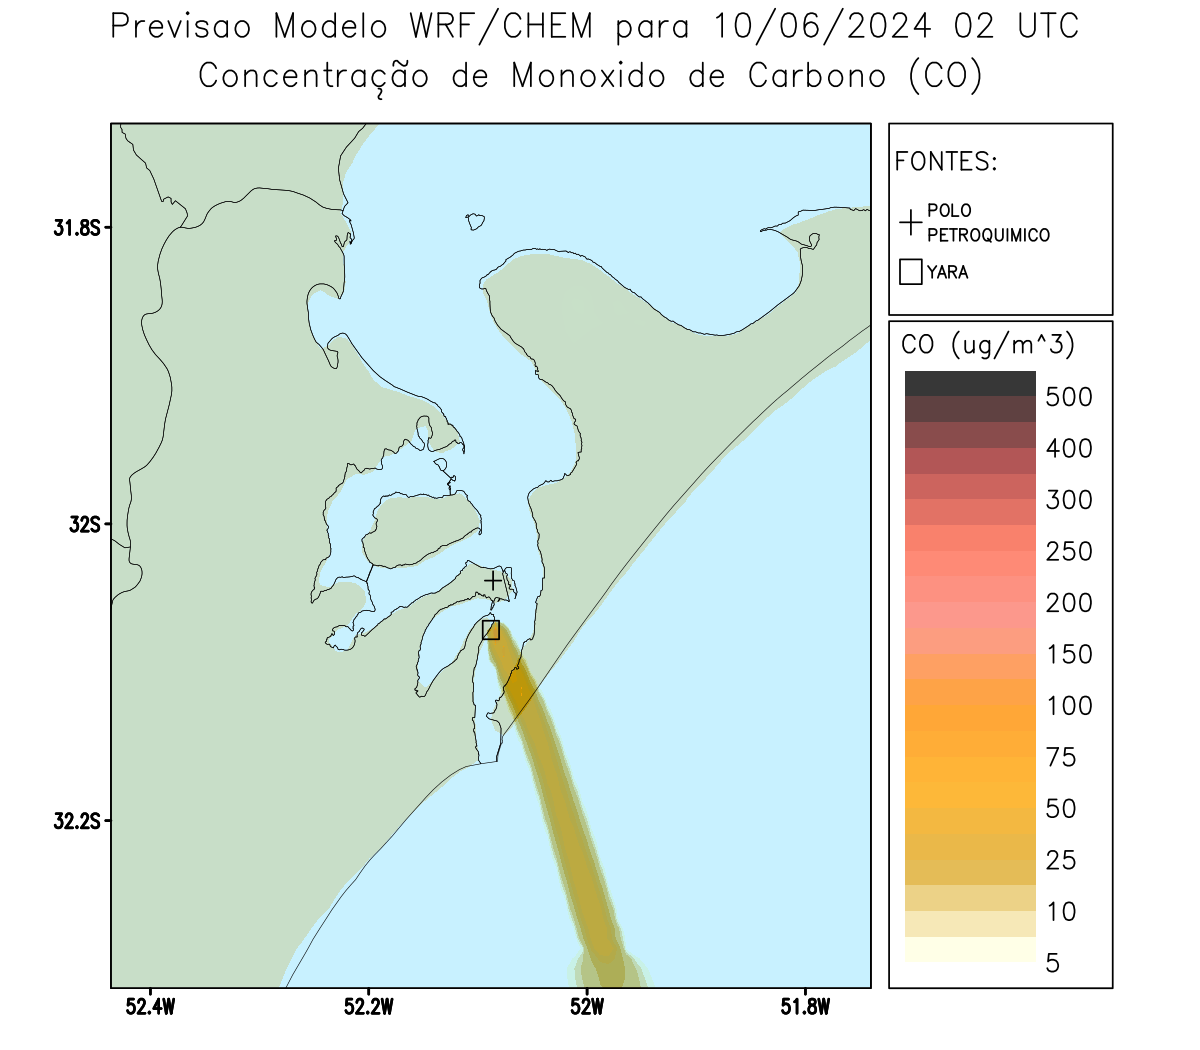 Previsao Modelo WRF/CHEM para 10/06/2024 02 UTC
Concentração de Monoxido de Carbono (CO)
FONTES:
POLO
PETROQUIMICO
YARA
CO (ug/m^3)
500
400
300
250
200
150
100
75
50
25
10
5
31.8S
32S
32.2S
52.4W
52.2W
52W
51.8W